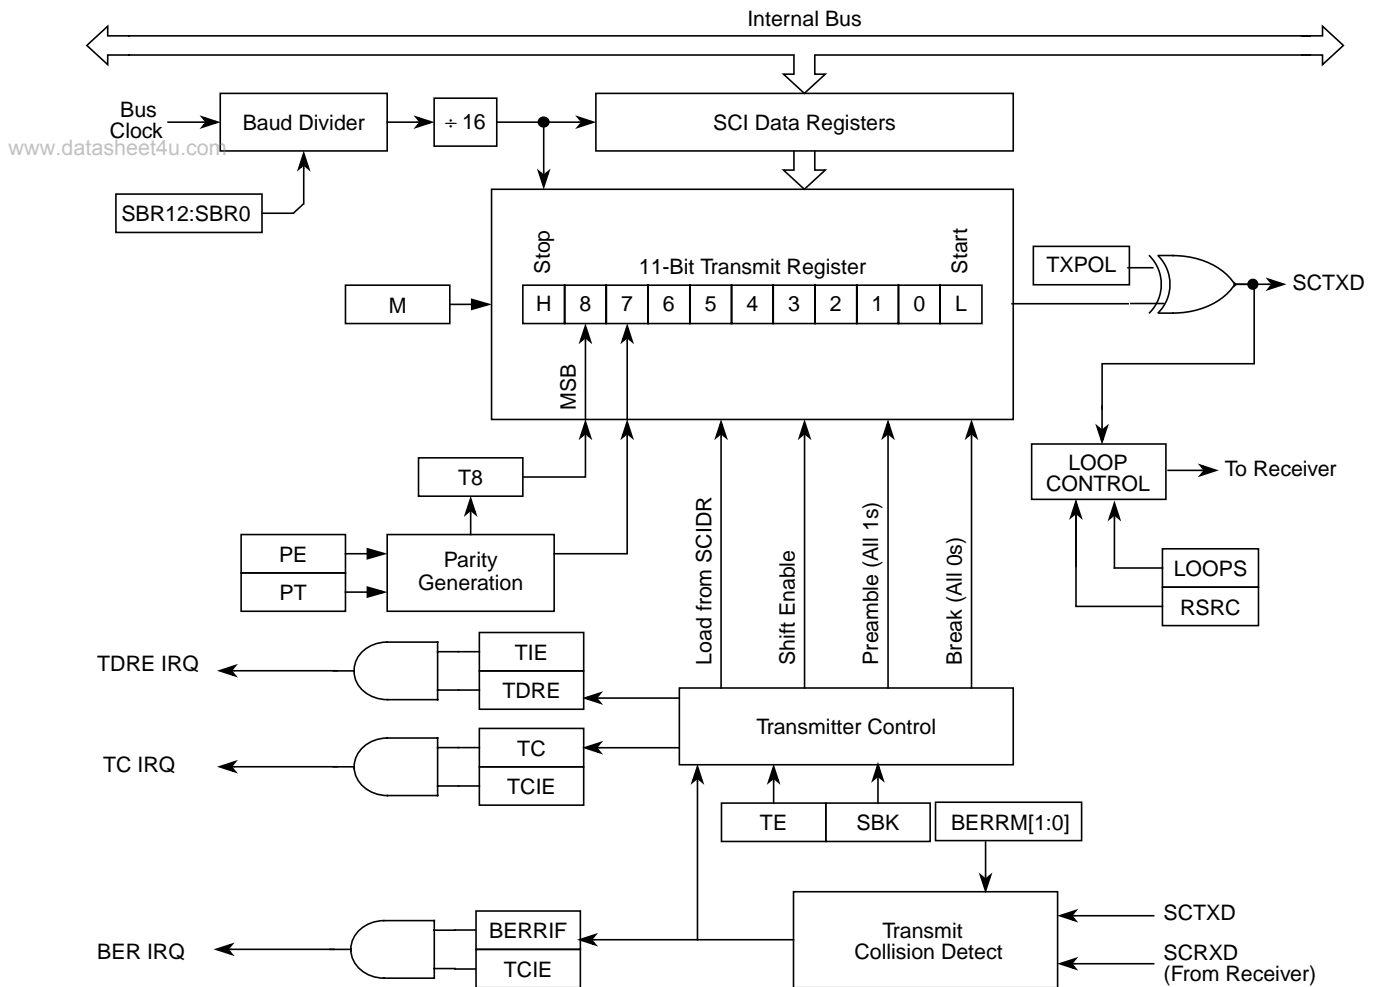 Internal Bus
Bus
Clock
Baud Divider
÷ 16
SCI Data Registers
www.datasheet4u.com
SBR12:SBR0
Stop
11-Bit Transmit Register
Start
TXPOL
SCTXD
M
H 8 7 6 5 4 3 2 1 0 L
MSB
T8
LOOP
CONTROL
To Receiver
PE
PT
Parity
Generation
Load from SCIDR
Shift Enable
Preamble (All 1s)
Break (All 0s)
LOOPS
RSRC
TDRE IRQ
TIE
TDRE
Transmitter Control
TC IRQ
TC
TCIE
TE
SBK
BERRM[1:0]
BER IRQ
BERRIF
TCIE
Transmit
Collision Detect
SCTXD
SCRXD
(From Receiver)